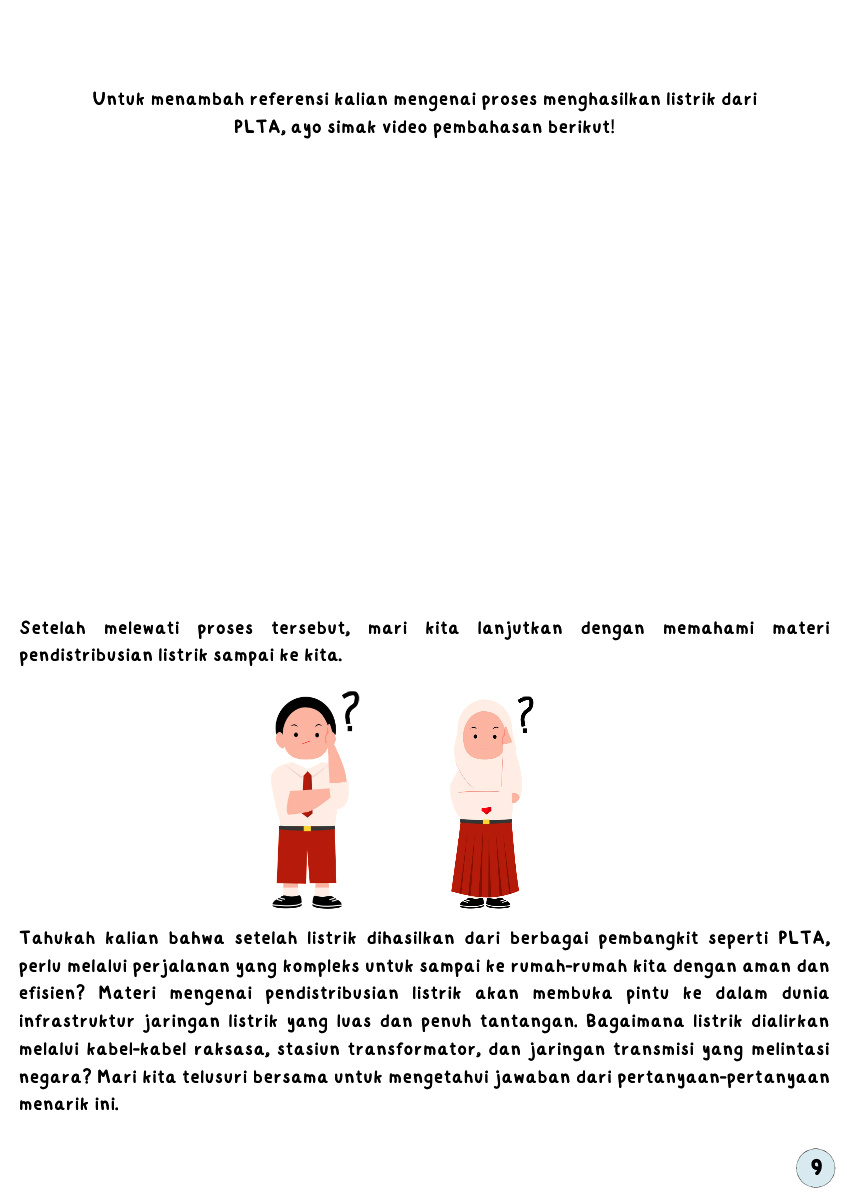 Untuk menambah referensi kalian mengenai proses menghasilkan listrik dari
PLTA, ayo simak video pembahasan berikut!
Setelah melewati proses tersebut, mari kita lanjutkan dengan memahami materi
pendistribusian listrik sampai ke kita.
? ?
Tahukah kalian bahwa setelah listrik dihasilkan dari berbagai pembangkit seperti PLTA,
perlu melalui perjalanan yang kompleks untuk sampai ke rumah-rumah kita dengan aman dan
efisien? Materi mengenai pendistribusian listrik akan membuka pintu ke dalam dunia
infrastruktur jaringan listrik yang luas dan penuh tantangan. Bagaimana listrik dialirkan
melalui kabel-kabel raksasa, stasiun transformator, dan jaringan transmisi yang melintasi
negara? Mari kita telusuri bersama untuk mengetahui jawaban dari pertanyaan-pertanyaan
menarik ini.
9